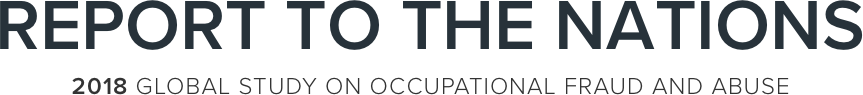 REPORT TO THE NATIONS
2018 GLOBAL STUDY ON OCCUPATIONAL FRAUD AND ABUSE